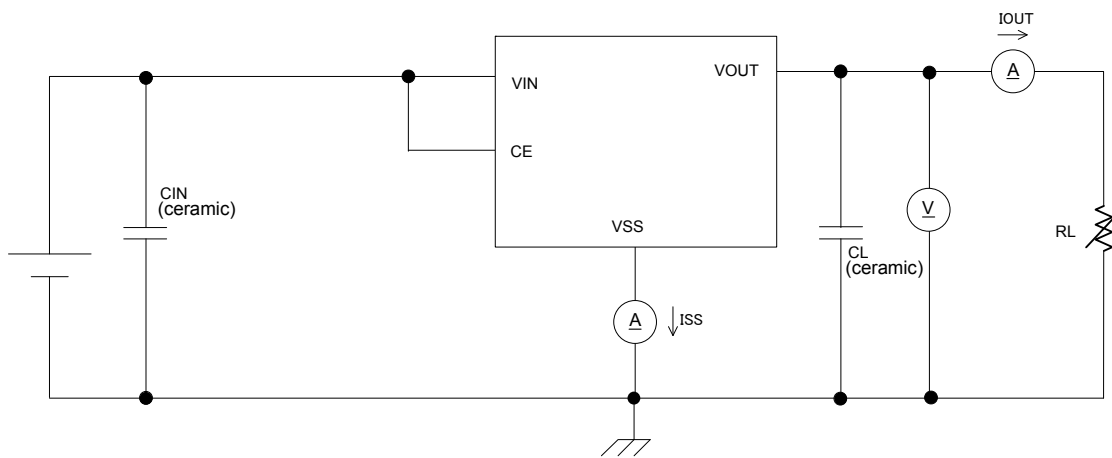 IOUT
A
VOUT
VIN
CE
CIN
(ceramic)
V
VSS
RL
CL
(ceramic)
A
ISS